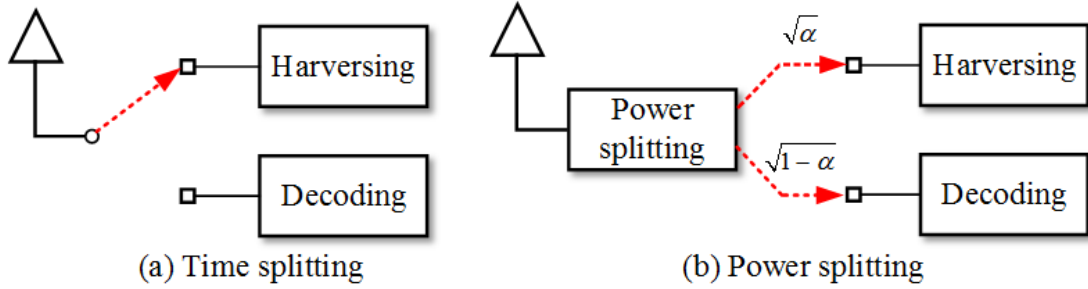 Harversing
Decoding
(a) Time splitting
Power
splitting
√α
√1 − α
Harversing
Decoding
(b) Power splitting